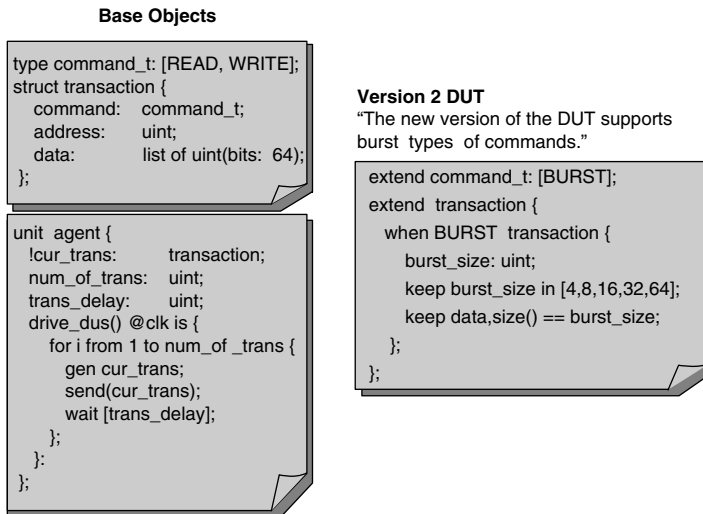 Base Objects
type command_t: [READ, WRITE];
struct transaction {
command: command_t;
address: uint;
data: list of uint(bits: 64);
};
unit agent {
!cur_trans: transaction;
num_of_trans: uint;
trans_delay: uint;
drive_dus() @clk is {
for i from 1 to num_of _trans {
gen cur_trans;
send(cur_trans);
wait [trans_delay];
};
}:
};
Version 2 DUT
“The new version of the DUT supports
burst types of commands.”
extend command_t: [BURST];
extend transaction {
when BURST transaction {
burst_size: uint;
keep burst_size in [4,8,16,32,64];
keep data,size() == burst_size;
};
};